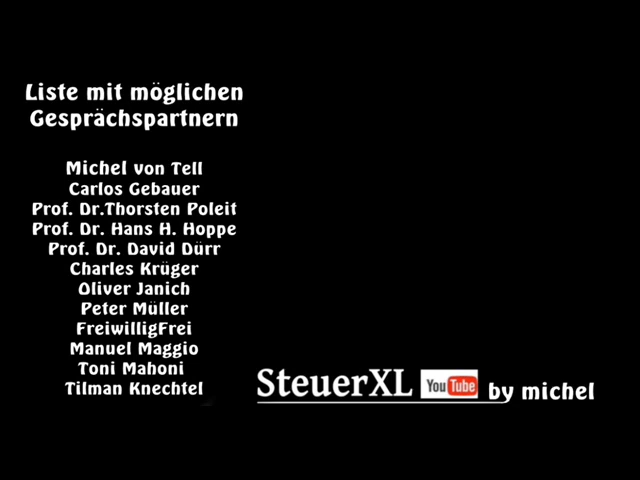 Liste mit möglichen
Gesprächspartnern
Michel von Tell
Carlos Gebauer
Prof. Dr.Thorsten Poleit
Prof. Dr. Hans H. Hoppe
Prof. Dr. David Dürr
Charles Krüger
Oliver Janich
Peter Müller
FreiwilligFrei
Manuel Maggio
Toni Mahoni
Tilman Knechtel
SteuerXL YouTube by michel